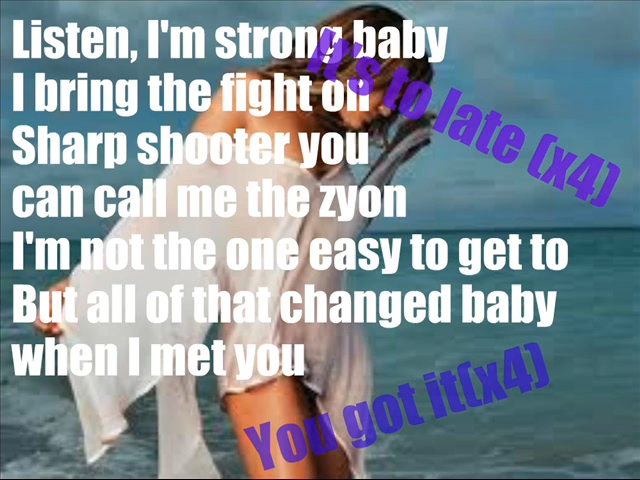 Listen, I'm strong baby
I bring the fight on
Sharp shooter you
can call me the zyon
I'm not the one easy to get to
But all of that changed baby
when I met you
It's to late (x4)
You got it(x4)